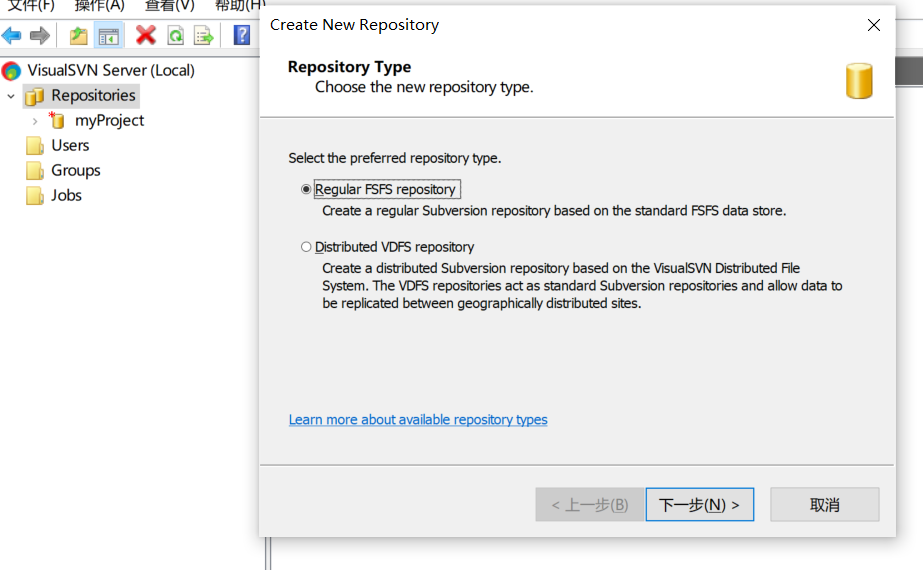 文件(F) 操作(A) 查看(V) 帮助(H)
VisualSVN Server (Local)
Repositories
myProject
Users
Groups
Jobs
Create New Repository
Repository Type
Choose the new repository type.
Select the preferred repository type.
Regular FSFS repository
Create a regular Subversion repository based on the standard FSFS data store.
Distributed VDFS repository
Create a distributed Subversion repository based on the VisualSVN Distributed File
System. The VDFS repositories act as standard Subversion repositories and allow data to
be replicated between geographically distributed sites.
Learn more about available repository types
< 上一步(B) 下一步(N) > 取消